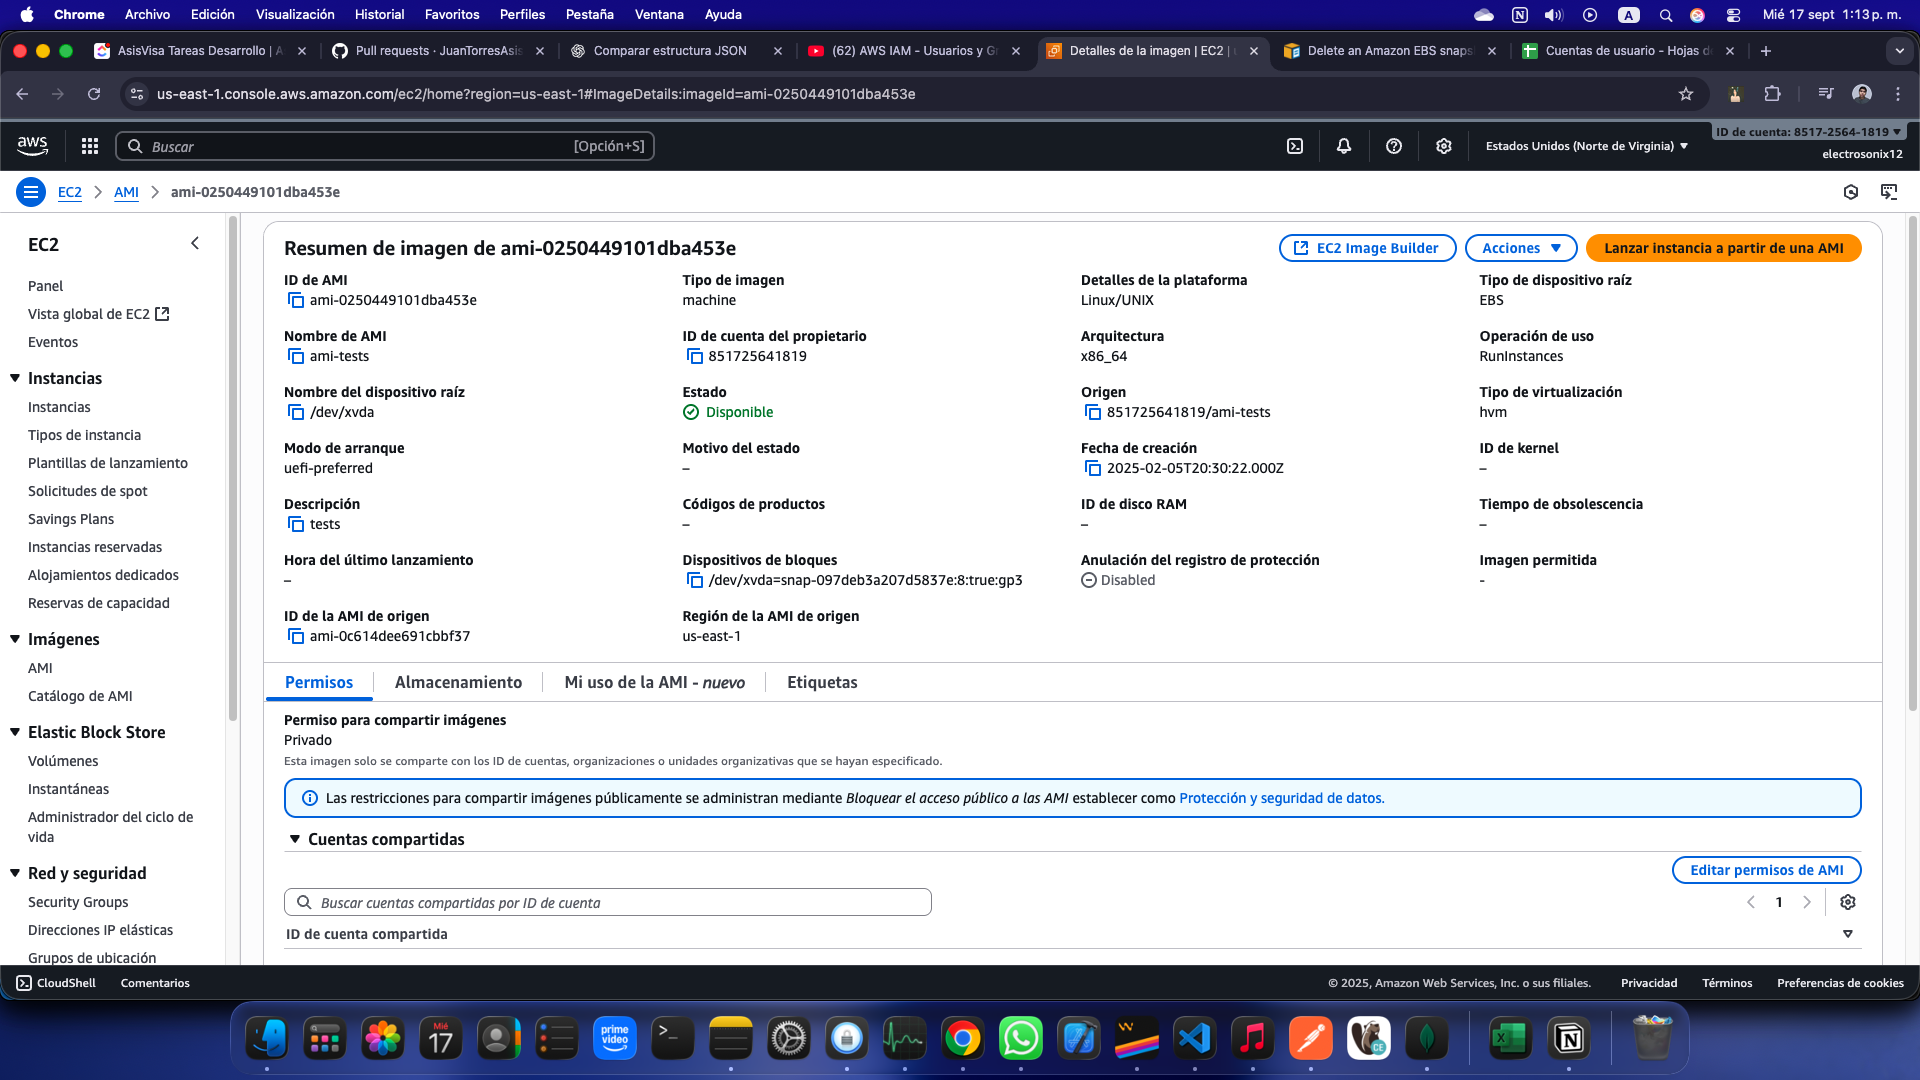 Chrome Archivo Edición Visualización Historial Favoritos Perfiles Pestaña Ventana Ayuda A Mié 17 sept 1:13 p. m.
AsisVisa Tareas Desarrollo | A Pull requests · JuanTorresAsis Comparar estructura JSON (62) AWS IAM - Usuarios y Gr Detalles de la imagen | EC2 | u Delete an Amazon EBS snaps Cuentas de usuario - Hojas de
us-east-1.console.aws.amazon.com/ec2/home?region=us-east-1#ImageDetails:imageId=ami-0250449101dba453e
aws Buscar [Opción+S] Estados Unidos (Norte de Virginia) ID de cuenta: 8517-2564-1819
electrosonix12
EC2 AMI ami-0250449101dba453e
EC2
Panel
Vista global de EC2
Eventos
Instancias
Instancias
Tipos de instancia
Plantillas de lanzamiento
Solicitudes de spot
Savings Plans
Instancias reservadas
Alojamientos dedicados
Reservas de capacidad
Imágenes
AMI
Catálogo de AMI
Elastic Block Store
Volúmenes
Instantáneas
Administrador del ciclo de
vida
Red y seguridad
Security Groups
Direcciones IP elásticas
Grupos de ubicación
Resumen de imagen de ami-0250449101dba453e
EC2 Image Builder Acciones Lanzar instancia a partir de una AMI
ID de AMI
ami-0250449101dba453e
Tipo de imagen
machine
Detalles de la plataforma
Linux/UNIX
Tipo de dispositivo raíz
EBS
Nombre de AMI
ami-tests
ID de cuenta del propietario
851725641819
Arquitectura
x86_64
Operación de uso
RunInstances
Nombre del dispositivo raíz
/dev/xvda
Estado
Disponible
Origen
851725641819/ami-tests
Tipo de virtualización
hvm
Modo de arranque
uefi-preferred
Motivo del estado
–
Fecha de creación
2025-02-05T20:30:22.000Z
ID de kernel
–
Descripción
tests
Códigos de productos
–
ID de disco RAM
–
Tiempo de obsolescencia
–
Hora del último lanzamiento
–
Dispositivos de bloques
/dev/xvda=snap-097deb3a207d5837e:8:true:gp3
Anulación del registro de protección
Disabled
Imagen permitida
-
ID de la AMI de origen
ami-0c614dee691cbbf37
Región de la AMI de origen
us-east-1
Permisos Almacenamiento Mi uso de la AMI - nuevo Etiquetas
Permiso para compartir imágenes
Privado
Esta imagen solo se comparte con los ID de cuentas, organizaciones o unidades organizativas que se hayan especificado.
Las restricciones para compartir imágenes públicamente se administran mediante Bloquear el acceso público a las AMI establecer como Protección y seguridad de datos.
Cuentas compartidas
Editar permisos de AMI
Buscar cuentas compartidas por ID de cuenta
1
ID de cuenta compartida
CloudShell Comentarios © 2025, Amazon Web Services, Inc. o sus filiales. Privacidad Términos Preferencias de cookies
Mié
17
prime
video
CE